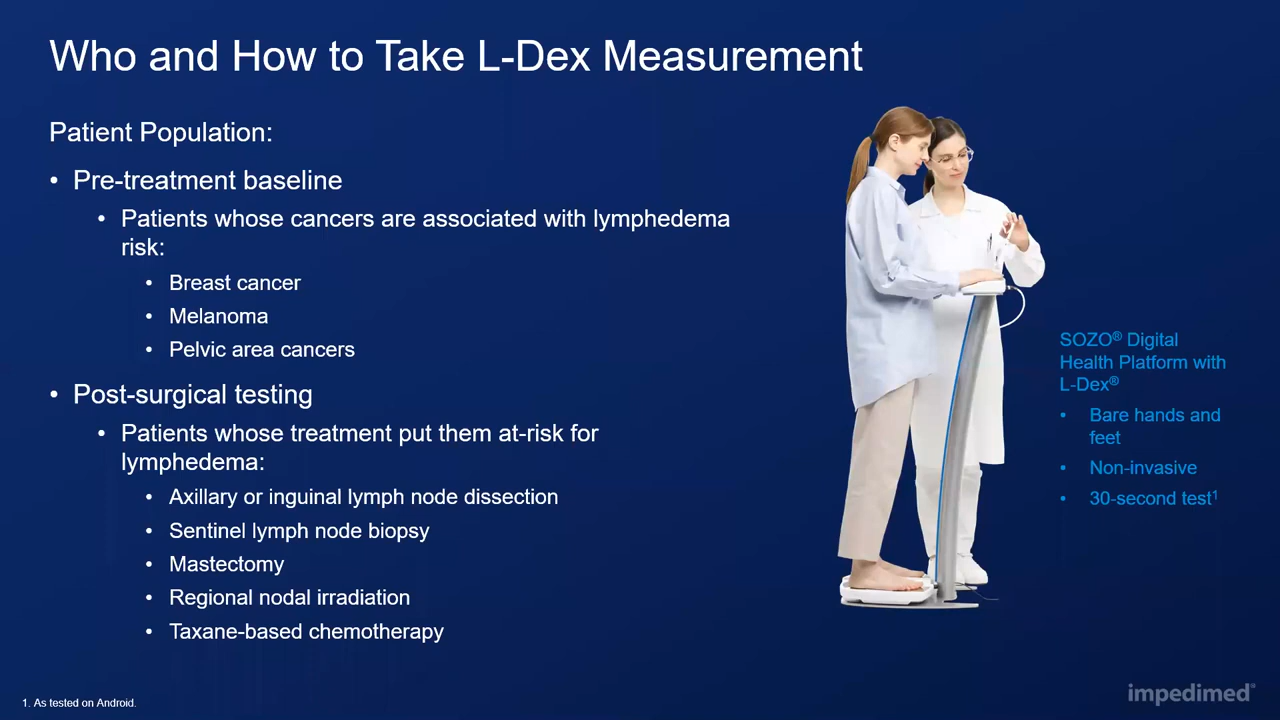 Who and How to Take L-Dex Measurement
Patient Population:
• Pre-treatment baseline
• Patients whose cancers are associated with lymphedema
risk:
• Breast cancer
• Melanoma
• Pelvic area cancers
• Post-surgical testing
• Patients whose treatment put them at-risk for
lymphedema:
• Axillary or inguinal lymph node dissection
• Sentinel lymph node biopsy
• Mastectomy
• Regional nodal irradiation
• Taxane-based chemotherapy
SOZO® Digital
Health Platform with
L-Dex®
• Bare hands and
feet
• Non-invasive
• 30-second test¹
1. As tested on Android.
impedimed®